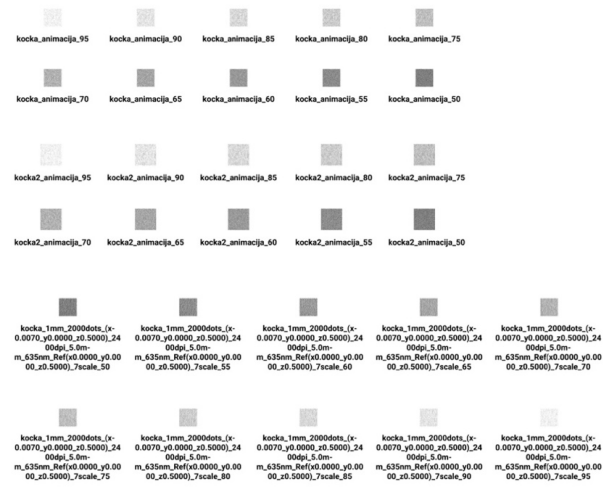 kocka_animacija_95 kocka_animacija_90 kocka_animacija_85 kocka_animacija_80 kocka_animacija_75
kocka_animacija_70 kocka_animacija_65 kocka_animacija_60 kocka_animacija_55 kocka_animacija_50
kocka2_animacija_95 kocka2_animacija_90 kocka2_animacija_85 kocka2_animacija_80 kocka2_animacija_75
kocka2_animacija_70 kocka2_animacija_65 kocka2_animacija_60 kocka2_animacija_55 kocka2_animacija_50
kocka_1mm_2000dots_(x-
0.0070_y0.0000_z0.5000)_24
00dpi_5.0m-
m_635nm_Ref(x0.0000_y0.00
00_z0.5000)_7scale_50
kocka_1mm_2000dots_(x-
0.0070_y0.0000_z0.5000)_24
00dpi_5.0m-
m_635nm_Ref(x0.0000_y0.00
00_z0.5000)_7scale_55
kocka_1mm_2000dots_(x-
0.0070_y0.0000_z0.5000)_24
00dpi_5.0m-
m_635nm_Ref(x0.0000_y0.00
00_z0.5000)_7scale_60
kocka_1mm_2000dots_(x-
0.0070_y0.0000_z0.5000)_24
00dpi_5.0m-
m_635nm_Ref(x0.0000_y0.00
00_z0.5000)_7scale_65
kocka_1mm_2000dots_(x-
0.0070_y0.0000_z0.5000)_24
00dpi_5.0m-
m_635nm_Ref(x0.0000_y0.00
00_z0.5000)_7scale_70
kocka_1mm_2000dots_(x-
0.0070_y0.0000_z0.5000)_24
00dpi_5.0m-
m_635nm_Ref(x0.0000_y0.00
00_z0.5000)_7scale_75
kocka_1mm_2000dots_(x-
0.0070_y0.0000_z0.5000)_24
00dpi_5.0m-
m_635nm_Ref(x0.0000_y0.00
00_z0.5000)_7scale_80
kocka_1mm_2000dots_(x-
0.0070_y0.0000_z0.5000)_24
00dpi_5.0m-
m_635nm_Ref(x0.0000_y0.00
00_z0.5000)_7scale_85
kocka_1mm_2000dots_(x-
0.0070_y0.0000_z0.5000)_24
00dpi_5.0m-
m_635nm_Ref(x0.0000_y0.00
00_z0.5000)_7scale_90
kocka_1mm_2000dots_(x-
0.0070_y0.0000_z0.5000)_24
00dpi_5.0m-
m_635nm_Ref(x0.0000_y0.00
00_z0.5000)_7scale_95